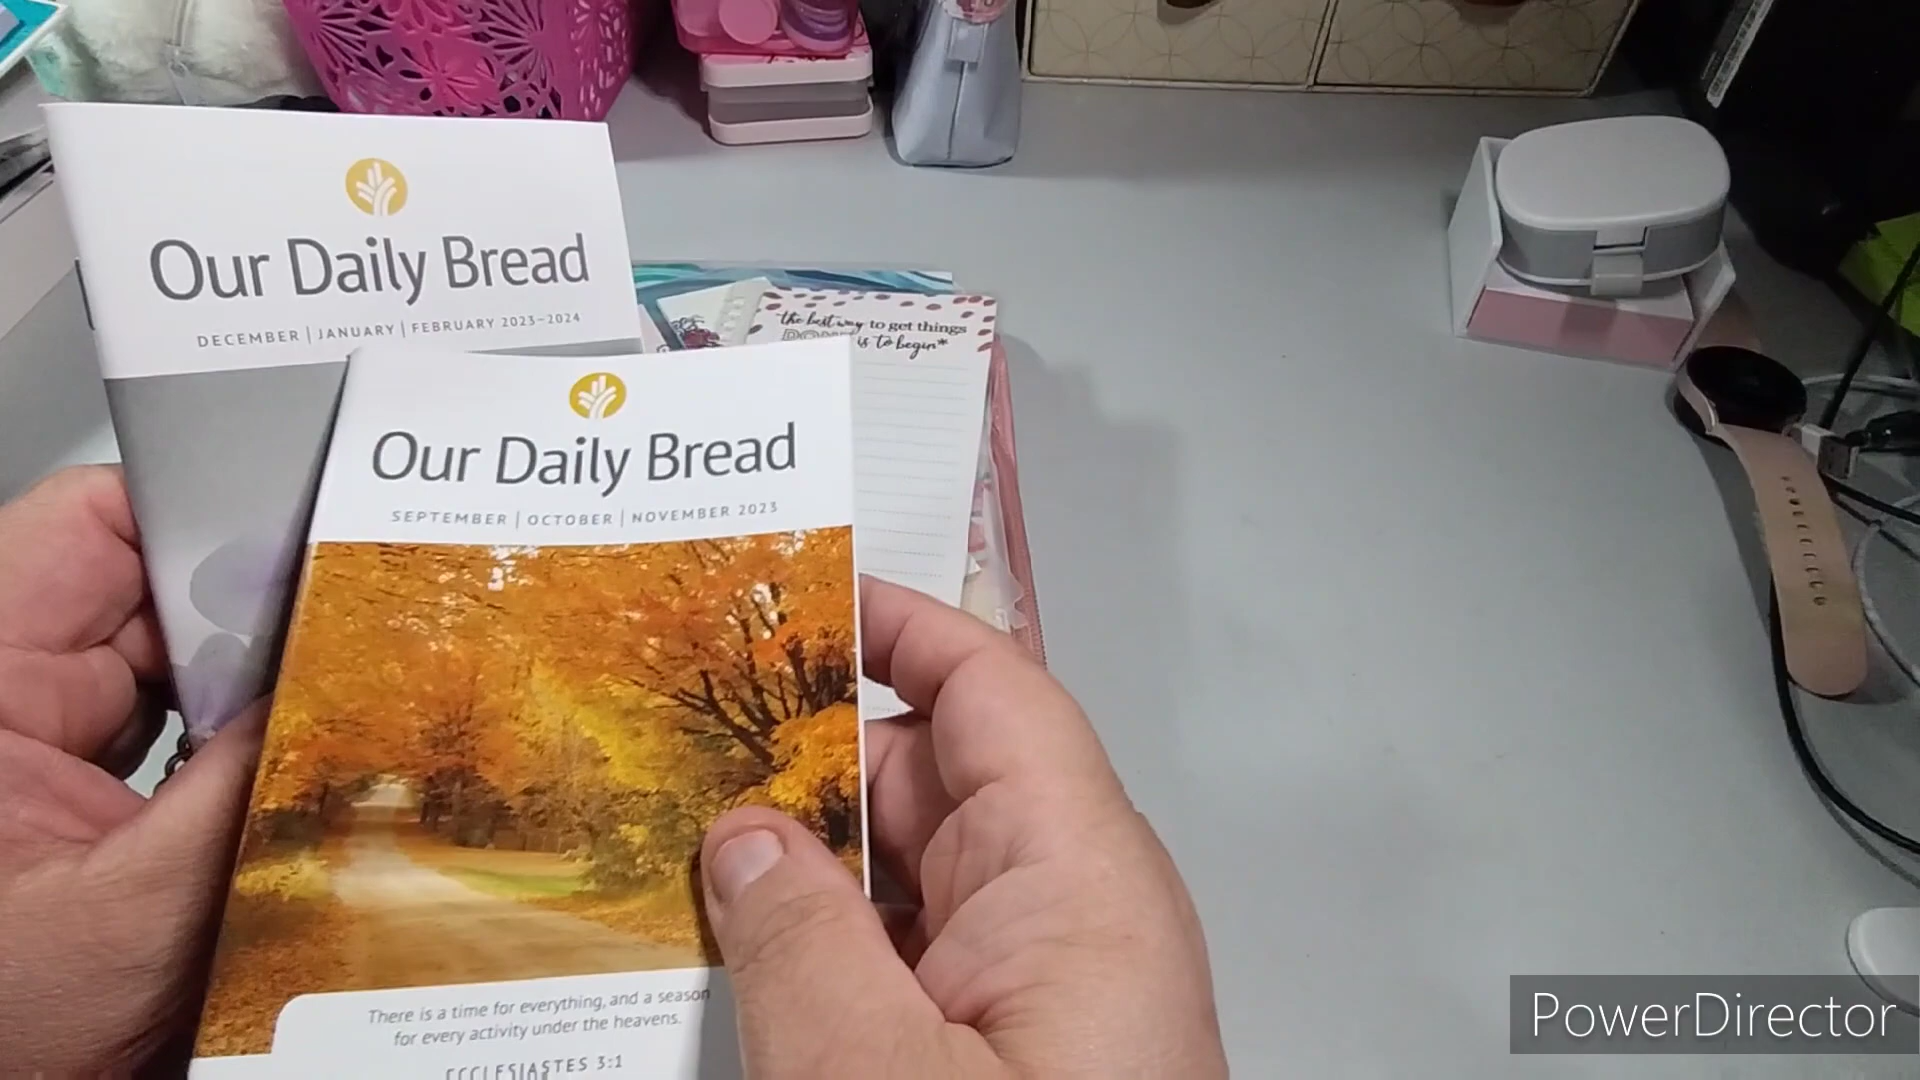 Our Daily Bread
DECEMBER | JANUARY | FEBRUARY 2023–2024
the best way to get things
DONE is to begin*
Our Daily Bread
SEPTEMBER | OCTOBER | NOVEMBER 2023
There is a time for everything, and a season
for every activity under the heavens.
ECCLESIASTES 3:1
PowerDirector